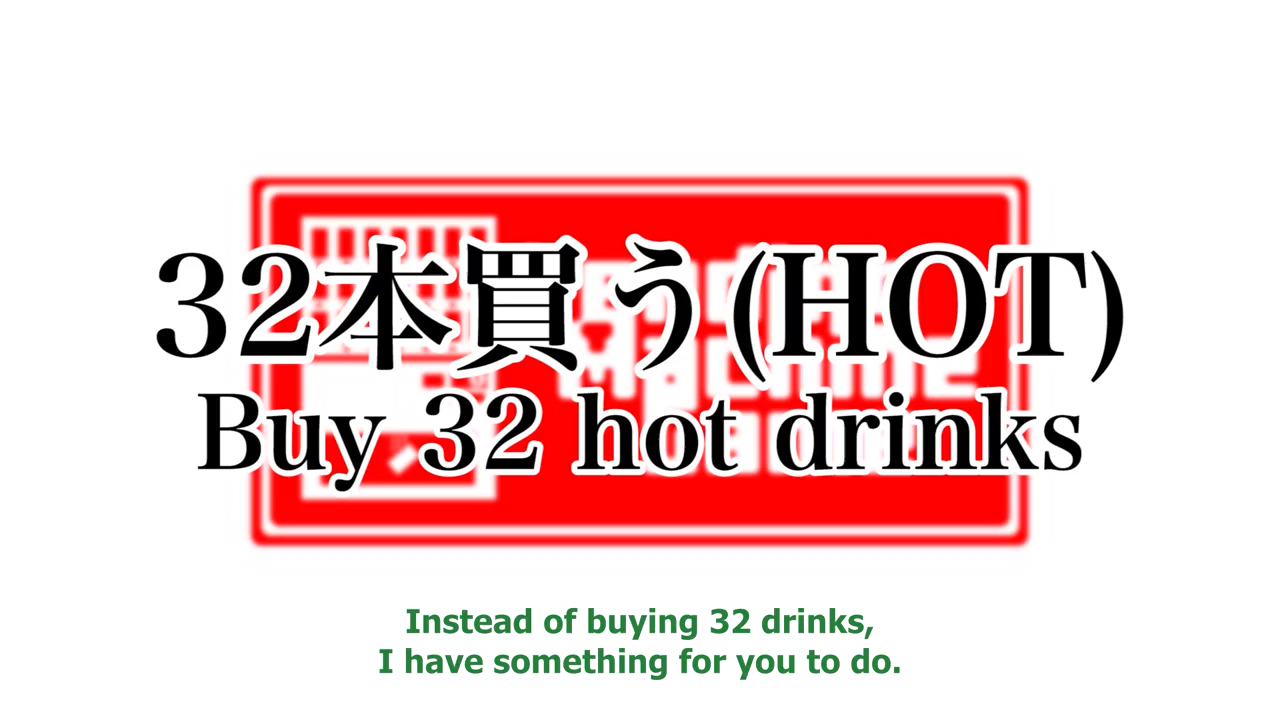 32本買う(HOT)
Buy 32 hot drinks
Machine
Instead of buying 32 drinks,
I have something for you to do.